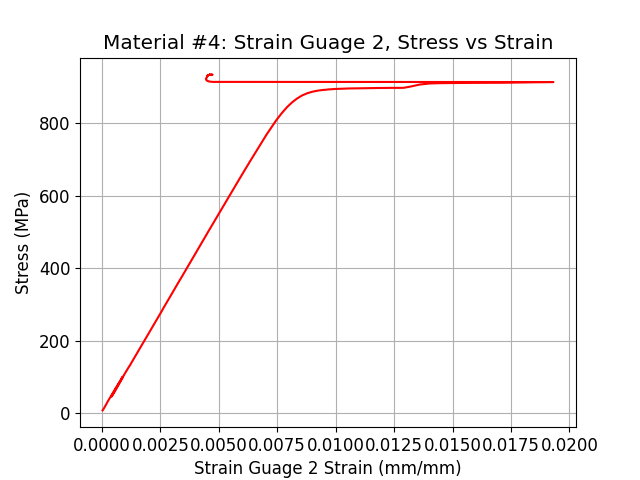 Material #4: Strain Guage 2, Stress vs Strain
Stress (MPa)
800
600
400
200
0
0.0000 0.0025 0.0050 0.0075 0.0100 0.0125 0.0150 0.0175 0.0200
Strain Guage 2 Strain (mm/mm)